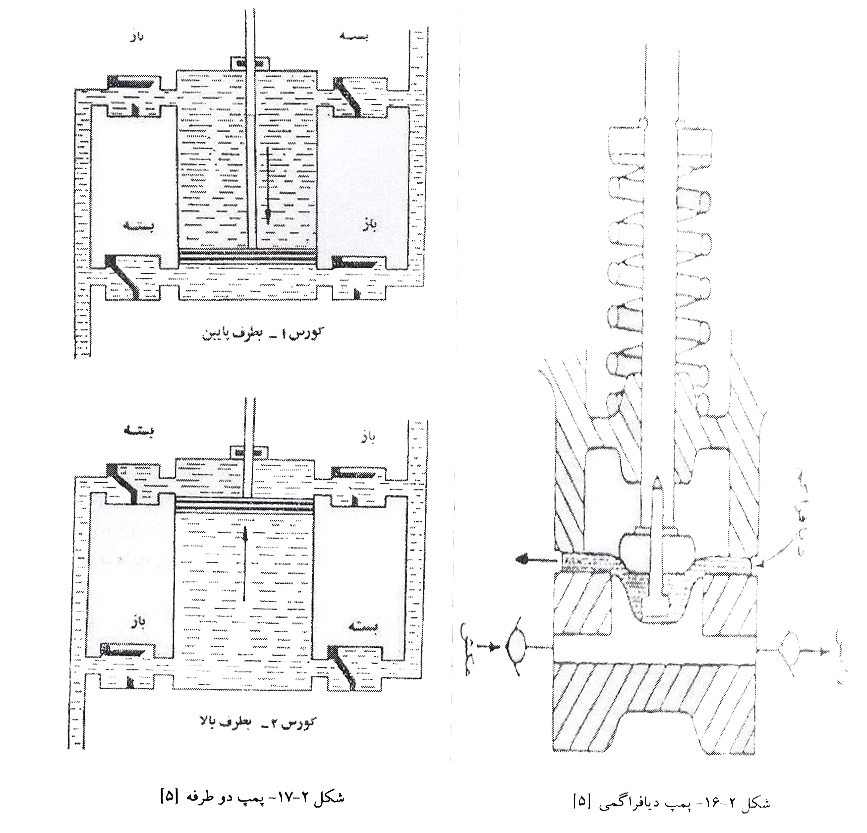 باز
بسته
بسته
باز
کورس ۱ - بطرف پایین
بسته
باز
باز
بسته
کورس ۲ - بطرف بالا
شکل ۲-۱۷- پمپ دو طرفه [۵]
شکل ۲-۱۶- پمپ دیافراگمی [۵]